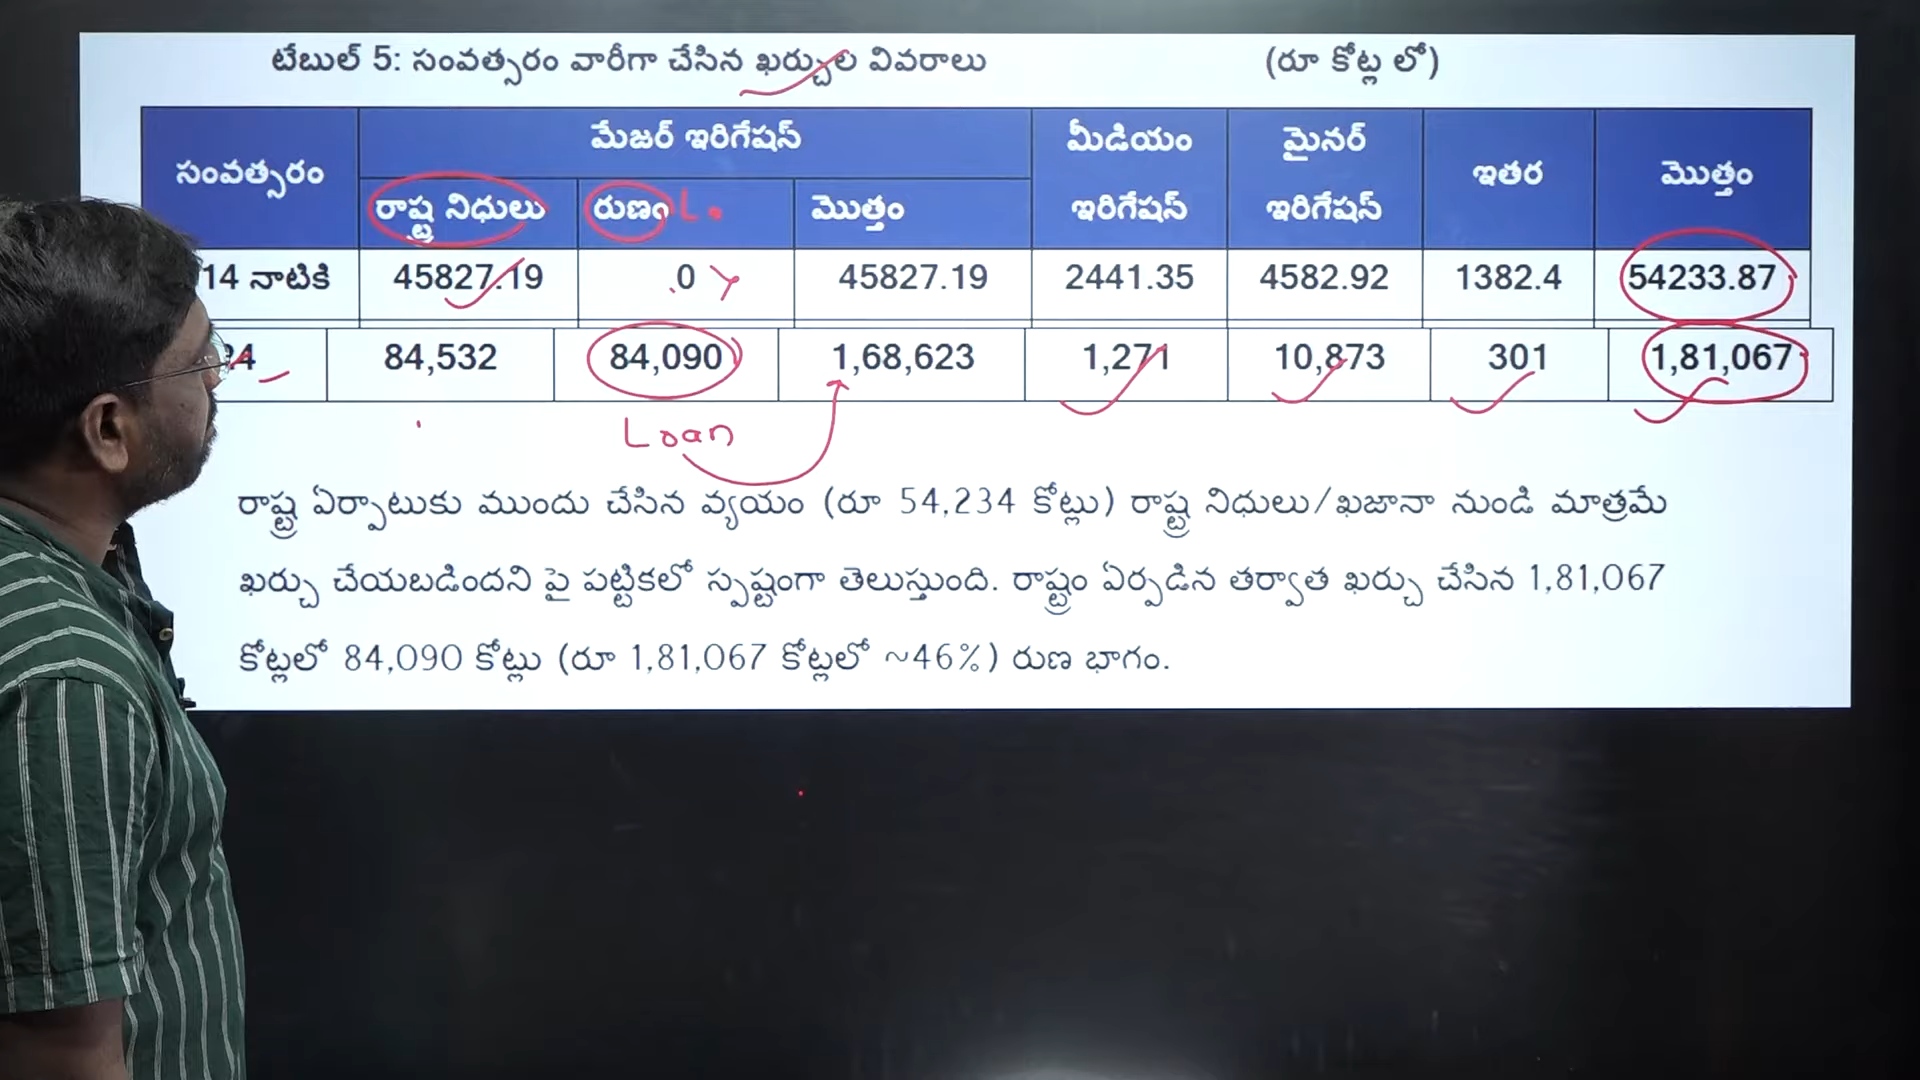 టేబుల్ 5: సంవత్సరం వారీగా చేసిన ఖర్చుల వివరాలు (రూ కోట్ల లో)
సంవత్సరం మేజర్ ఇరిగేషన్ మీడియం ఇరిగేషన్ మైనర్ ఇరిగేషన్ ఇతర మొత్తం
రాష్ట్ర నిధులు రుణం L. మొత్తం
14 నాటికి 45827.19 0 45827.19 2441.35 4582.92 1382.4 54233.87
24 84,532 84,090 1,68,623 1,271 10,873 301 1,81,067
Loan
రాష్ట్ర ఏర్పాటుకు ముందు చేసిన వ్యయం (రూ 54,234 కోట్లు) రాష్ట్ర నిధులు/ఖజానా నుండి మాత్రమే
ఖర్చు చేయబడిందని పై పట్టికలో స్పష్టంగా తెలుస్తుంది. రాష్ట్రం ఏర్పడిన తర్వాత ఖర్చు చేసిన 1,81,067
కోట్లలో 84,090 కోట్లు (రూ 1,81,067 కోట్లలో ~46%) రుణ భాగం.